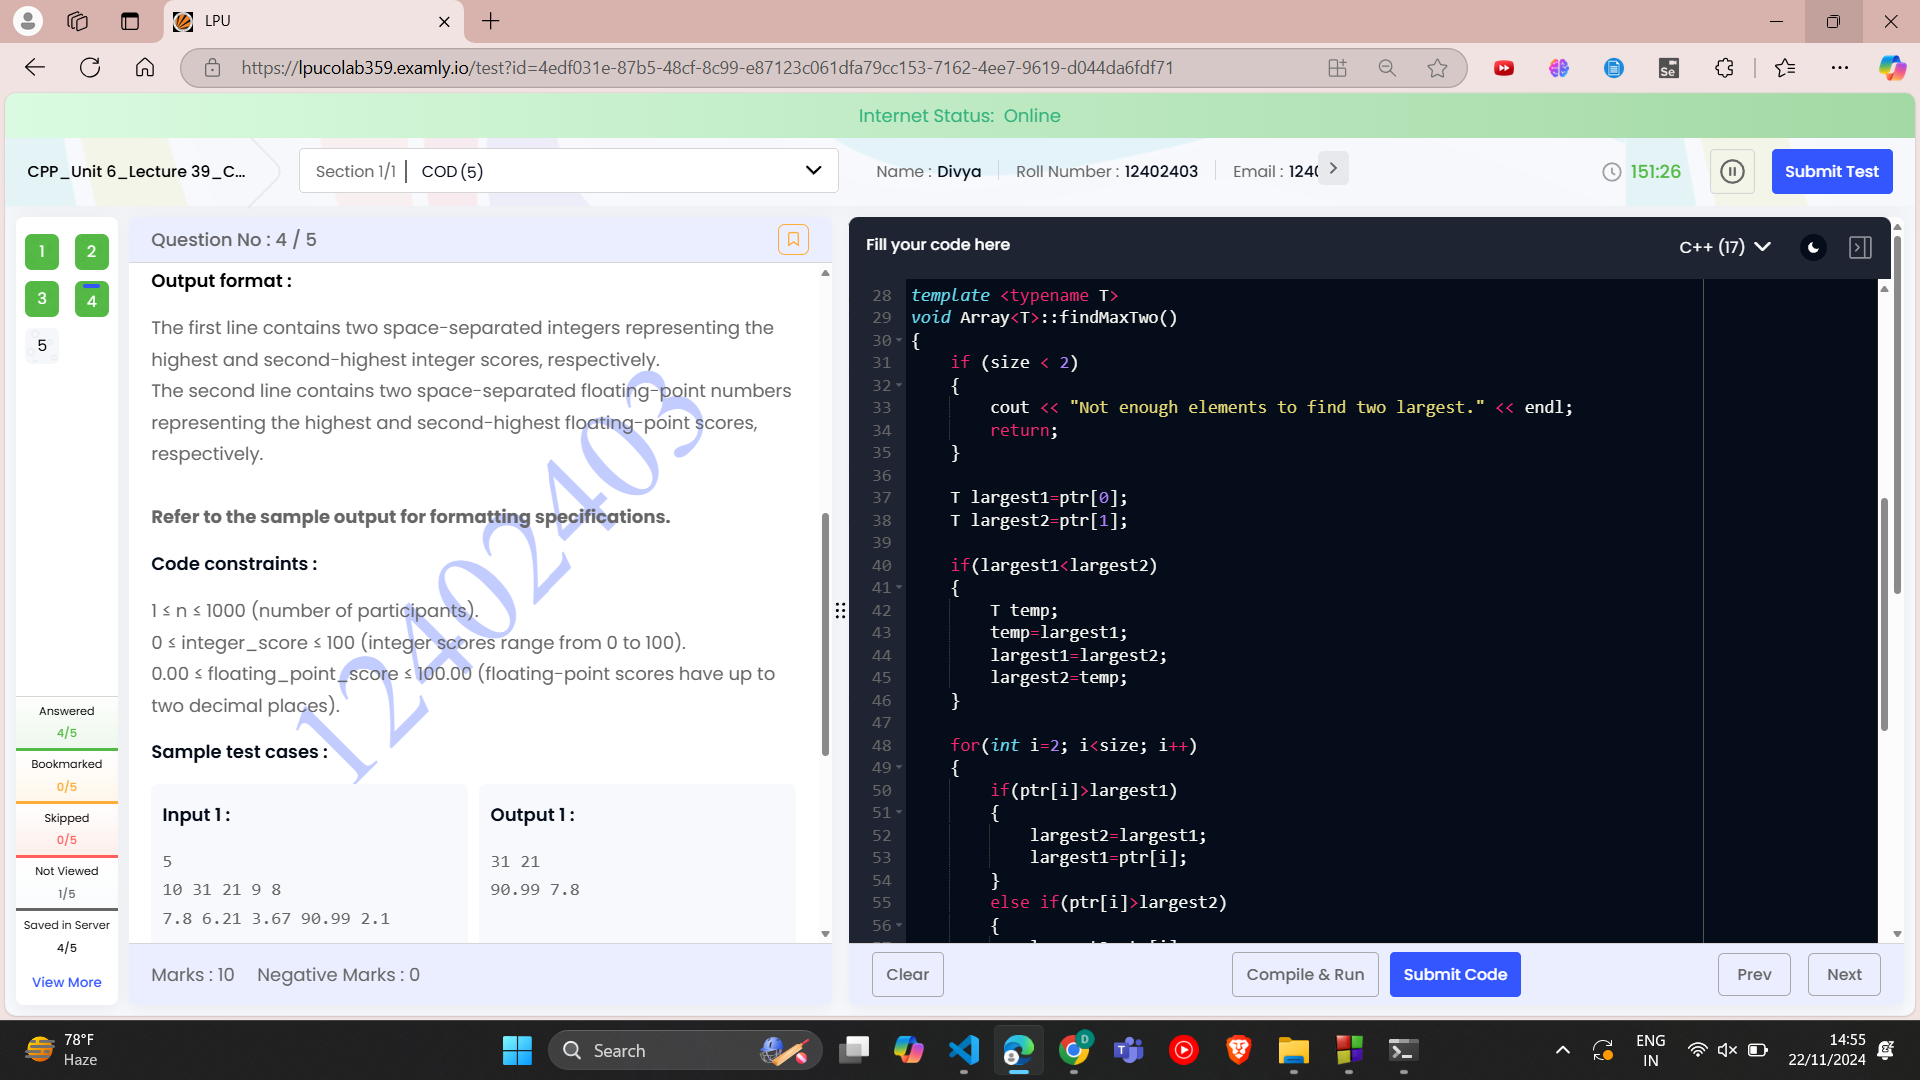 LPU
https://lpucolab359.examly.io/test?id=4edf031e-87b5-48cf-8c99-e87123c061dfa79cc153-7162-4ee7-9619-d044da6fdf71
Internet Status: Online
CPP_Unit 6_Lecture 39_C...
Section 1/1 | COD (5)
Name : Divya
Roll Number : 12402403
Email : 1240
151:26
Submit Test
1 2
3 4
5
Answered
4/5
Bookmarked
0/5
Skipped
0/5
Not Viewed
1/5
Saved in Server
4/5
View More
Question No : 4 / 5
Output format :
The first line contains two space-separated integers representing the
highest and second-highest integer scores, respectively.
The second line contains two space-separated floating-point numbers
representing the highest and second-highest floating-point scores,
respectively.
Refer to the sample output for formatting specifications.
Code constraints :
1 ≤ n ≤ 1000 (number of participants).
0 ≤ integer_score ≤ 100 (integer scores range from 0 to 100).
0.00 ≤ floating_point_score ≤ 100.00 (floating-point scores have up to
two decimal places).
Sample test cases :
Input 1 :
5
10 31 21 9 8
7.8 6.21 3.67 90.99 2.1
Output 1 :
31 21
90.99 7.8
12402403
Marks : 10 Negative Marks : 0
Fill your code here
C++ (17)
28 template <typename T>
29 void Array<T>::findMaxTwo()
30 {
31 if (size < 2)
32 {
33 cout << "Not enough elements to find two largest." << endl;
34 return;
35 }
36
37 T largest1=ptr[0];
38 T largest2=ptr[1];
39
40 if(largest1<largest2)
41 {
42 T temp;
43 temp=largest1;
44 largest1=largest2;
45 largest2=temp;
46 }
47
48 for(int i=2; i<size; i++)
49 {
50 if(ptr[i]>largest1)
51 {
52 largest2=largest1;
53 largest1=ptr[i];
54 }
55 else if(ptr[i]>largest2)
56 {
Clear
Compile & Run
Submit Code
Prev
Next
78°F
Haze
Search
ENG
IN
14:55
22/11/2024